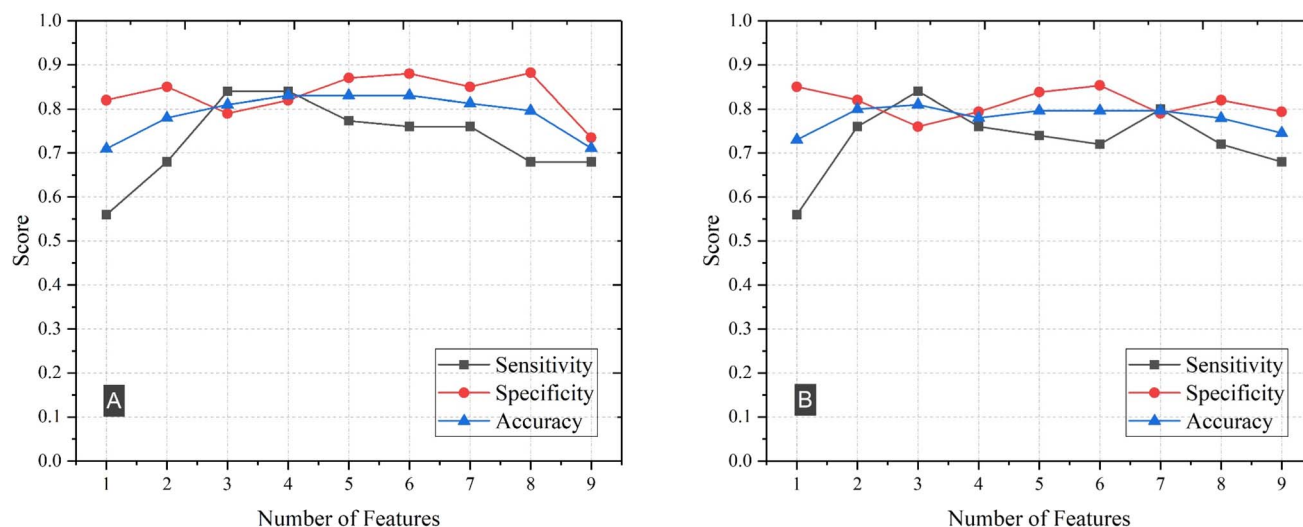 1.0
0.9
0.8
0.7
0.6
0.5
0.4
0.3
0.2
0.1
0.0
Score
A
Sensitivity
Specificity
Accuracy
1 2 3 4 5 6 7 8 9
Number of Features
1.0
0.9
0.8
0.7
0.6
0.5
0.4
0.3
0.2
0.1
0.0
Score
B
Sensitivity
Specificity
Accuracy
1 2 3 4 5 6 7 8 9
Number of Features